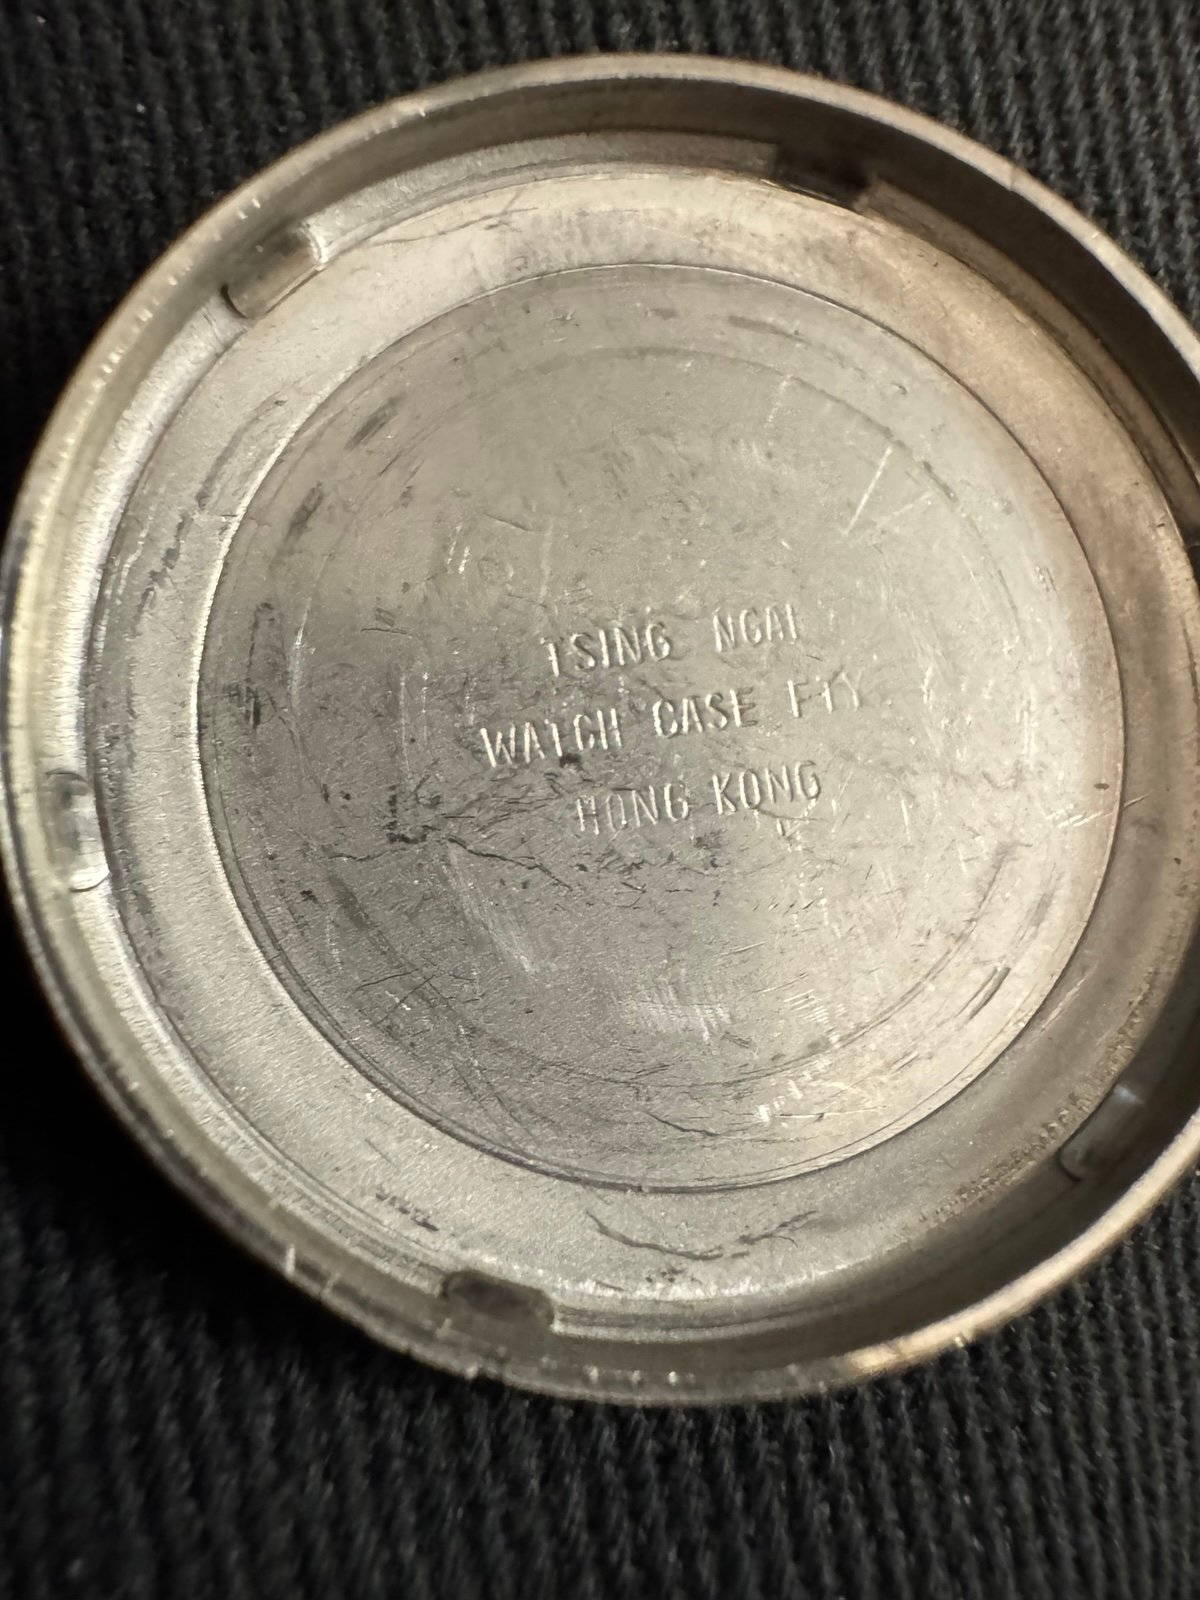 TSING NGAI
WATCH CASE FTY
HONG KONG